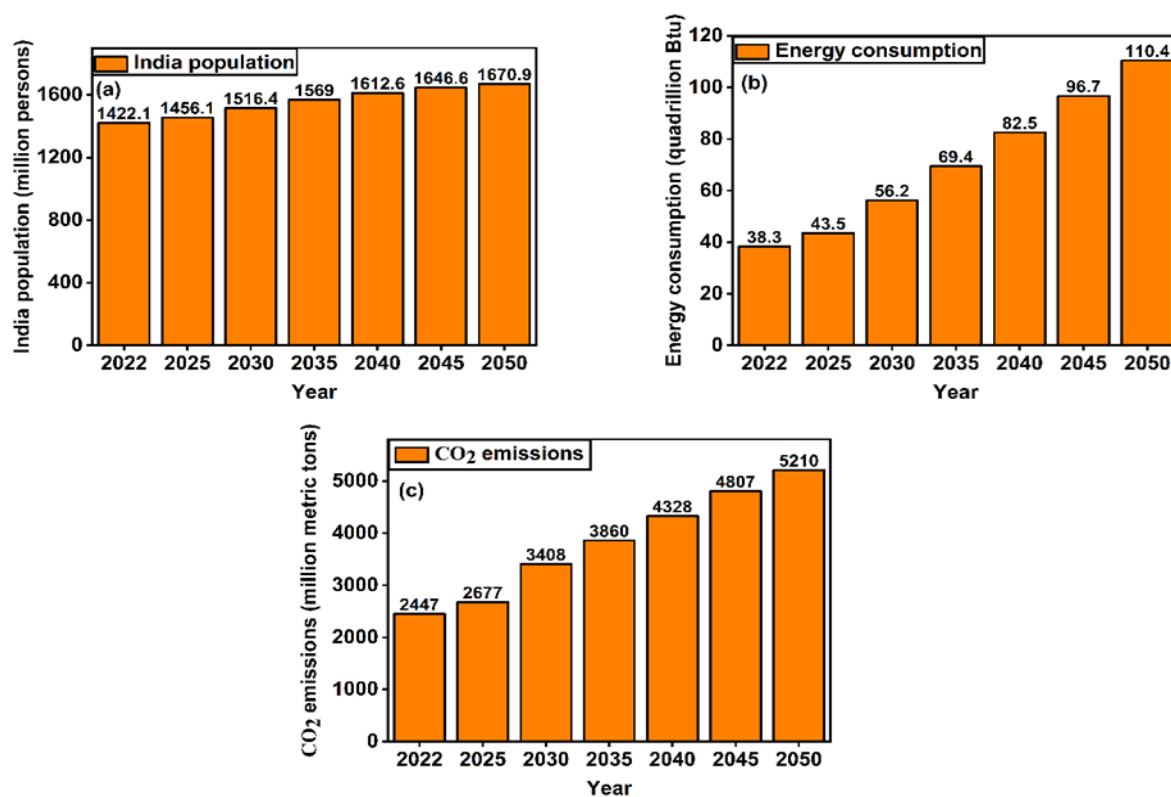 India population
(a)
India population (million persons)
1600
1200
800
400
0
1422.1
1456.1
1516.4
1569
1612.6
1646.6
1670.9
2022 2025 2030 2035 2040 2045 2050
Year
Energy consumption
(b)
Energy consumption (quadrillion Btu)
120
100
80
60
40
20
0
38.3
43.5
56.2
69.4
82.5
96.7
110.4
2022 2025 2030 2035 2040 2045 2050
Year
CO2 emissions
(c)
CO2 emissions (million metric tons)
5000
4000
3000
2000
1000
0
2447
2677
3408
3860
4328
4807
5210
2022 2025 2030 2035 2040 2045 2050
Year